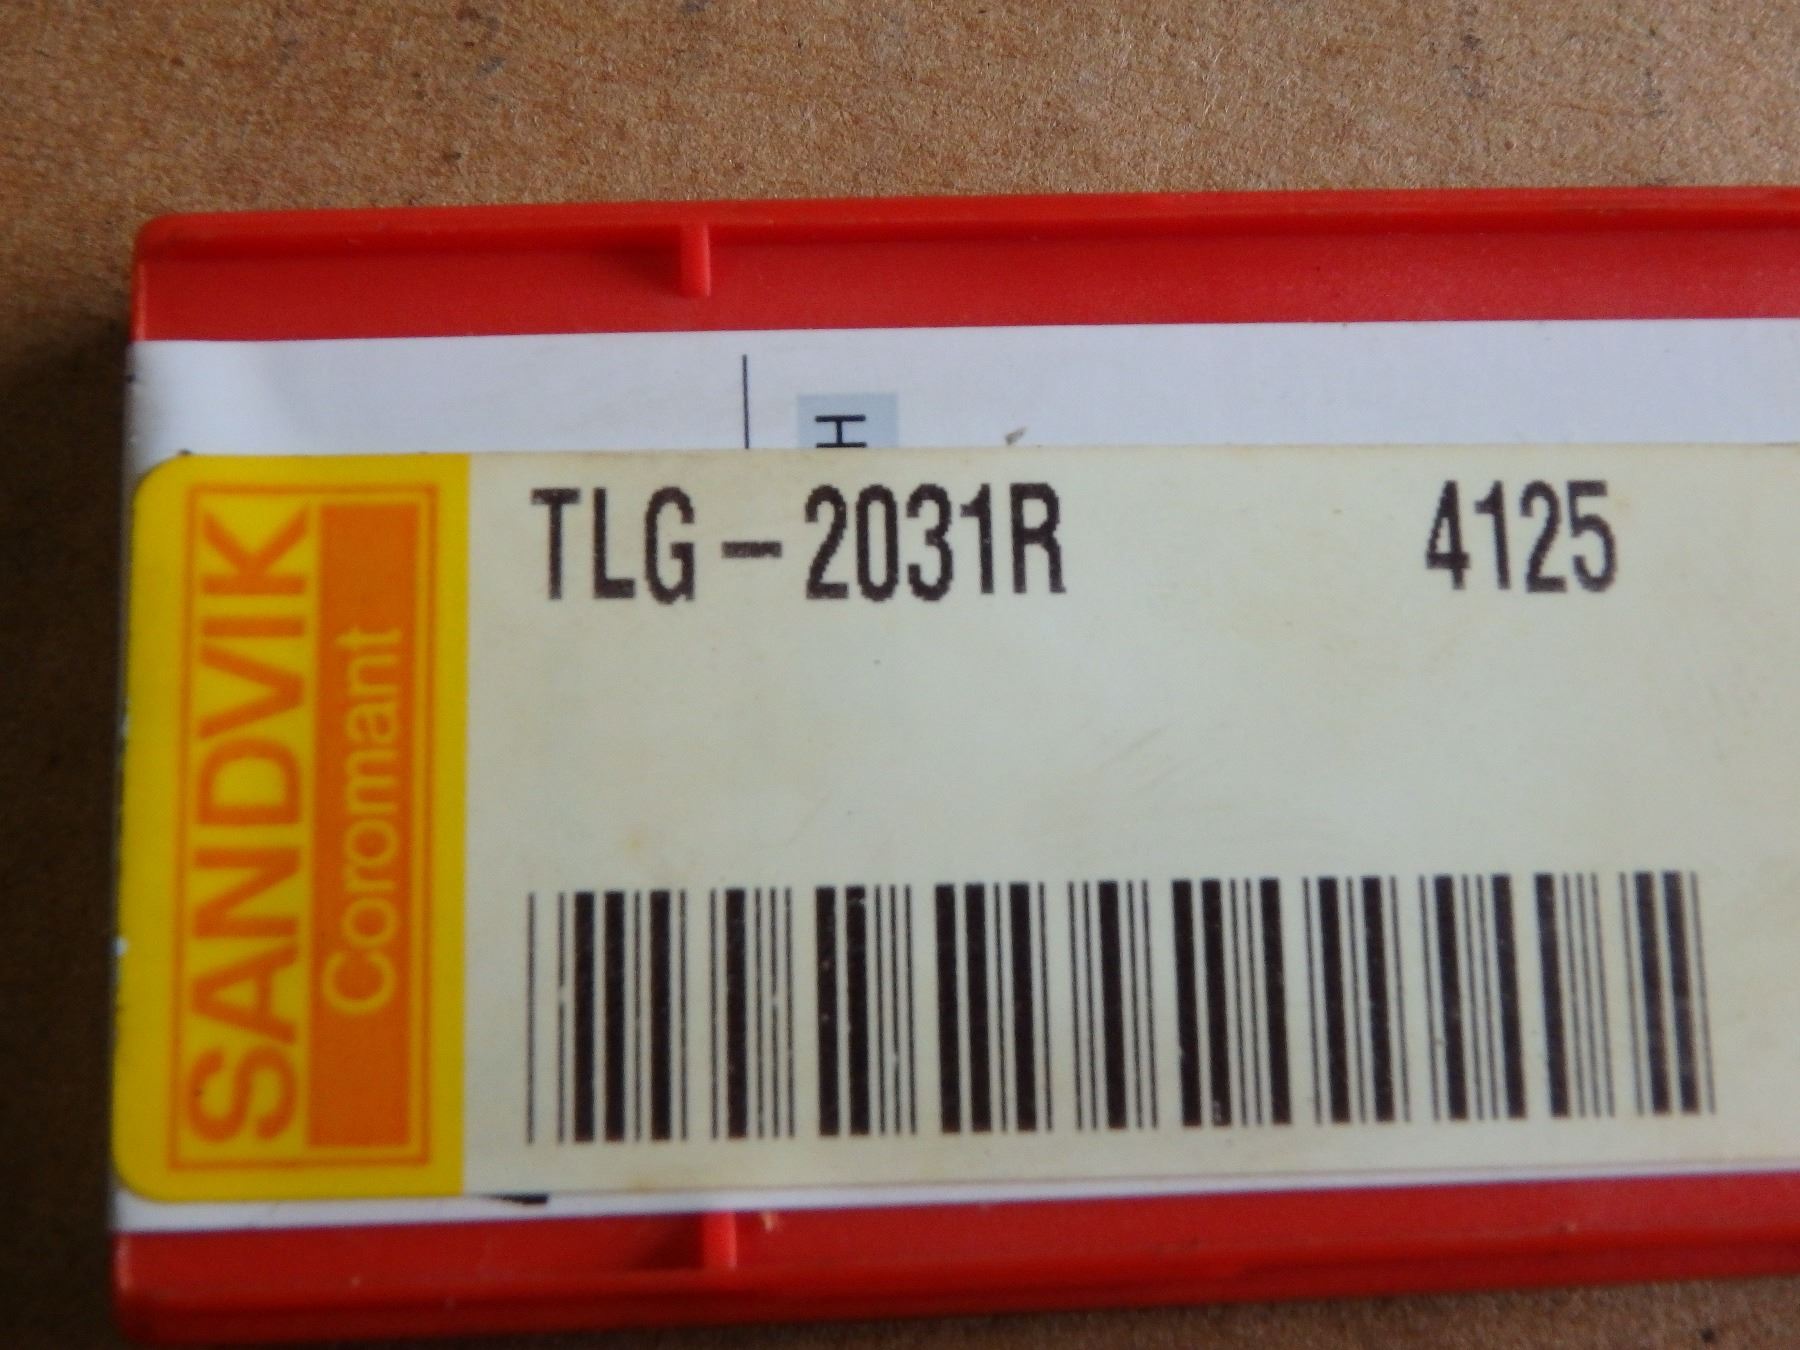 H
SANDVIK
Coromant
TLG-2031R 4125